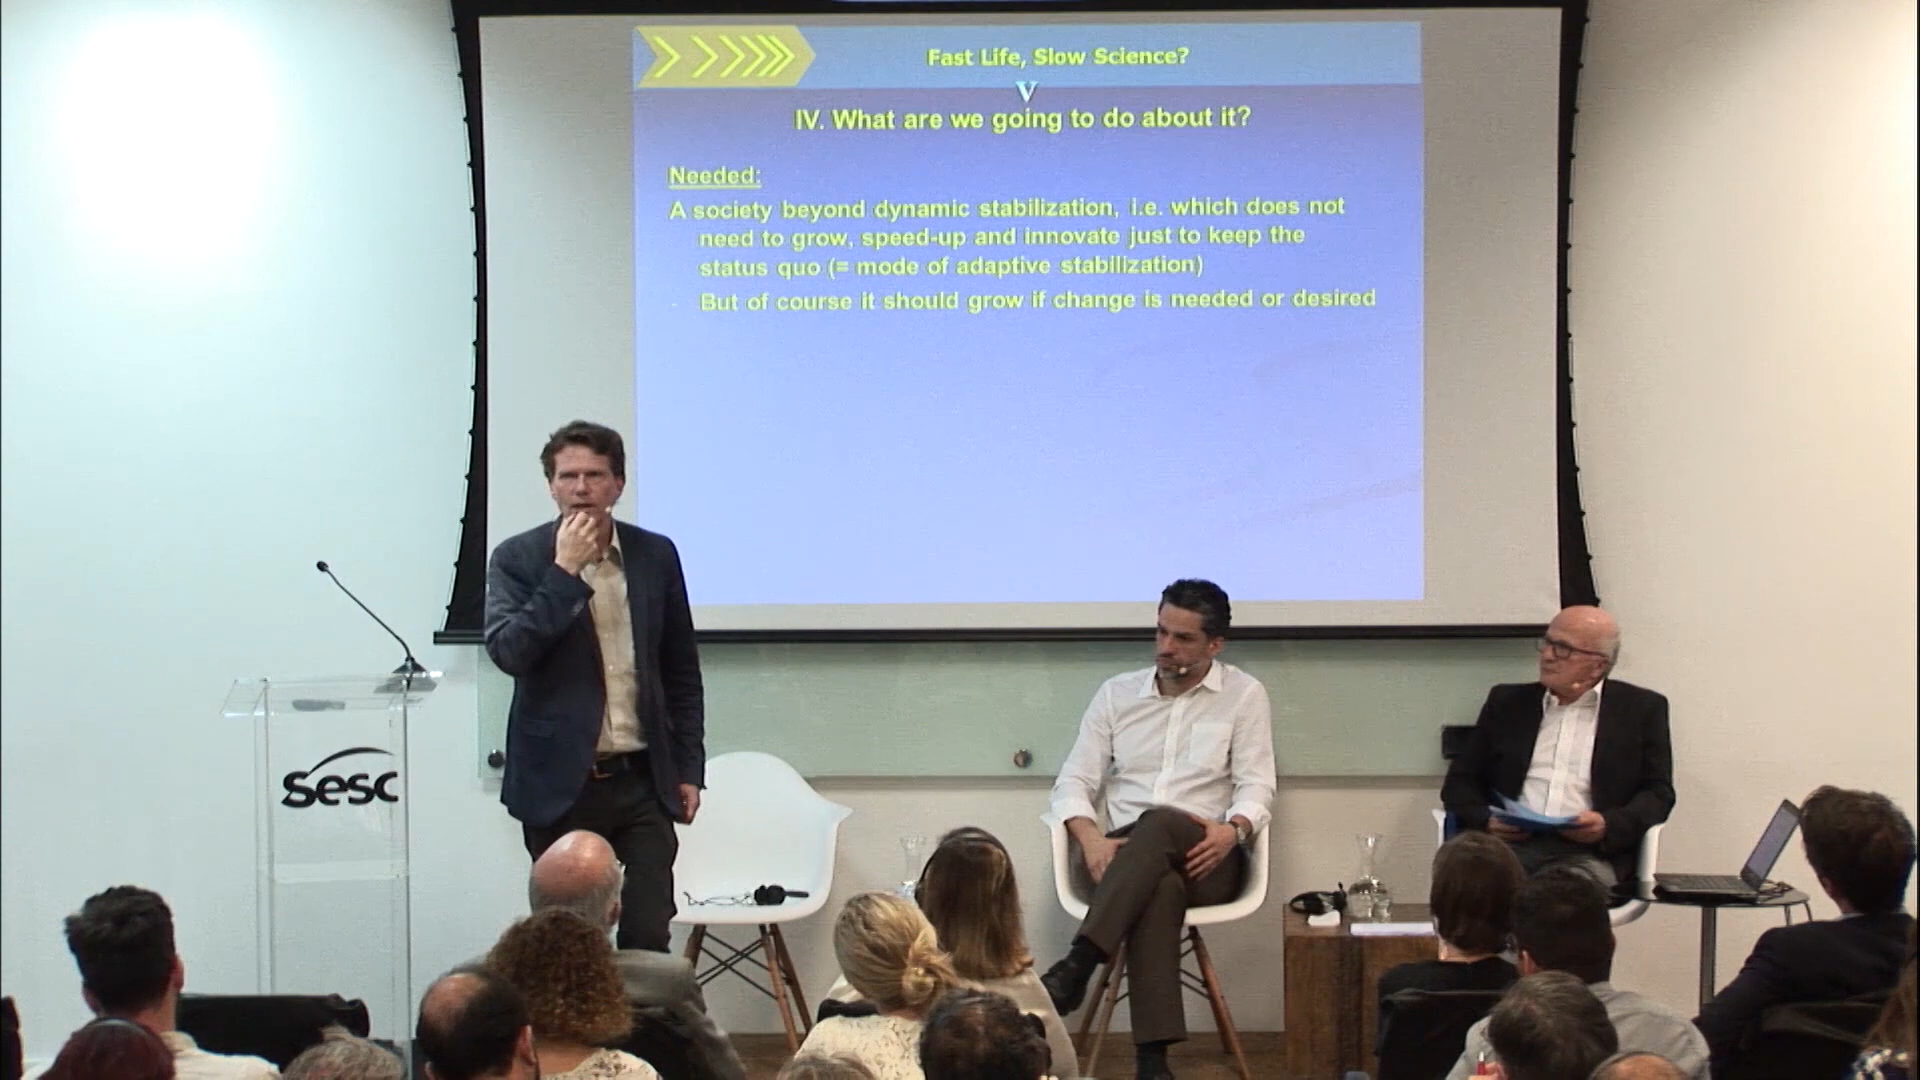 Fast Life, Slow Science?
V
IV. What are we going to do about it?
Needed:
A society beyond dynamic stabilization, i.e. which does not
need to grow, speed-up and innovate just to keep the
status quo (= mode of adaptive stabilization)
- But of course it should grow if change is needed or desired
sesc